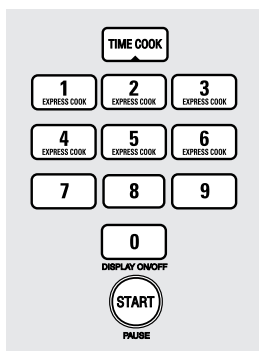 TIME COOK
1 2 3
EXPRESS COOK EXPRESS COOK EXPRESS COOK
4 5 6
EXPRESS COOK EXPRESS COOK EXPRESS COOK
7 8 9
0
DISPLAY ON/OFF
START
PAUSE